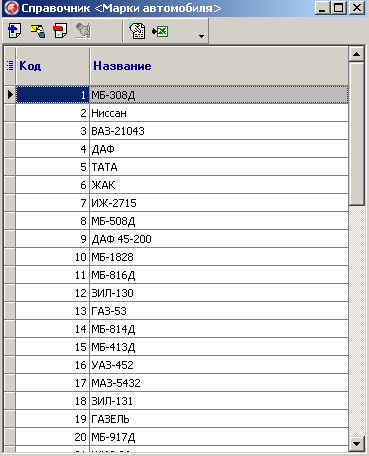 Справочник <Марки автомобиля>
Код Название
1 МБ-308Д
2 Ниссан
3 ВАЗ-21043
4 ДАФ
5 ТАТА
6 ЖАК
7 ИЖ-2715
8 МБ-508Д
9 ДАФ 45-200
10 МБ-1828
11 МБ-816Д
12 ЗИЛ-130
13 ГАЗ-53
14 МБ-814Д
15 МБ-413Д
16 УАЗ-452
17 МАЗ-5432
18 ЗИЛ-131
19 ГАЗЕЛЬ
20 МБ-917Д